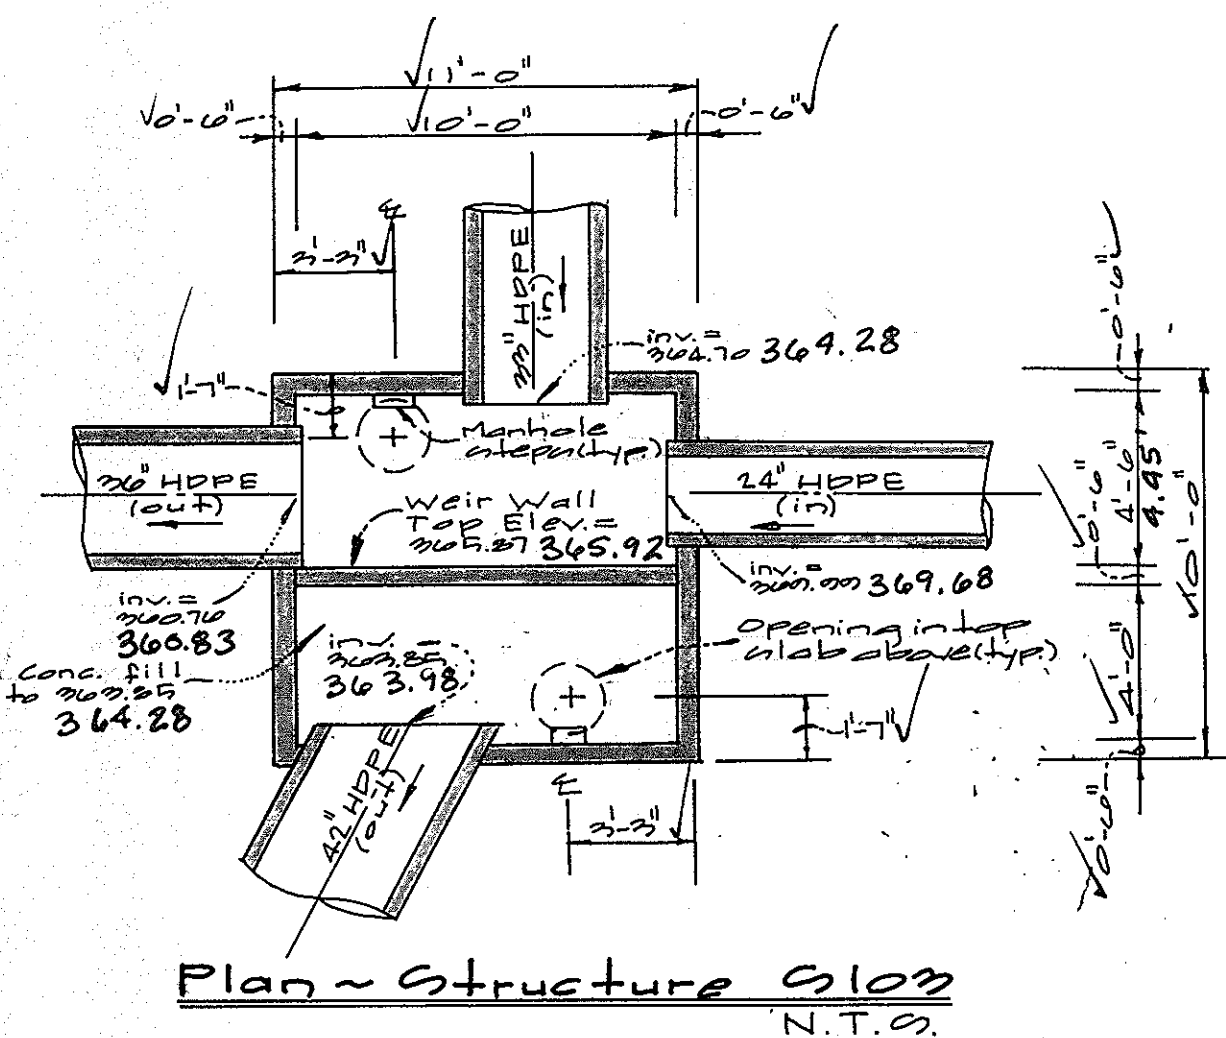 √11'-0"
√0'-6"
√10'-0"
0'-6"√
℄
3'-3"√
33" HDPE
(in)
inv.=
364.70 364.28
√
1'-7"
Manhole
steps(typ.)
36" HDPE
(out)
24" HDPE
(in)
Weir Wall
Top Elev.=
365.87 365.92
inv.=
360.76
360.83
inv.=
369.68
Conc. fill
to 363.85
364.28
inv.=
363.85
363.98
Opening in top
slab above(typ.)
42" HDPE
(out)
1'-7"√
℄
3'-3"√
0'-6"√
√0'-6"
4'-6"
4.45'
√10'-0"
√4'-0"
√0'-6"
Plan ~ Structure S103
N.T.S.